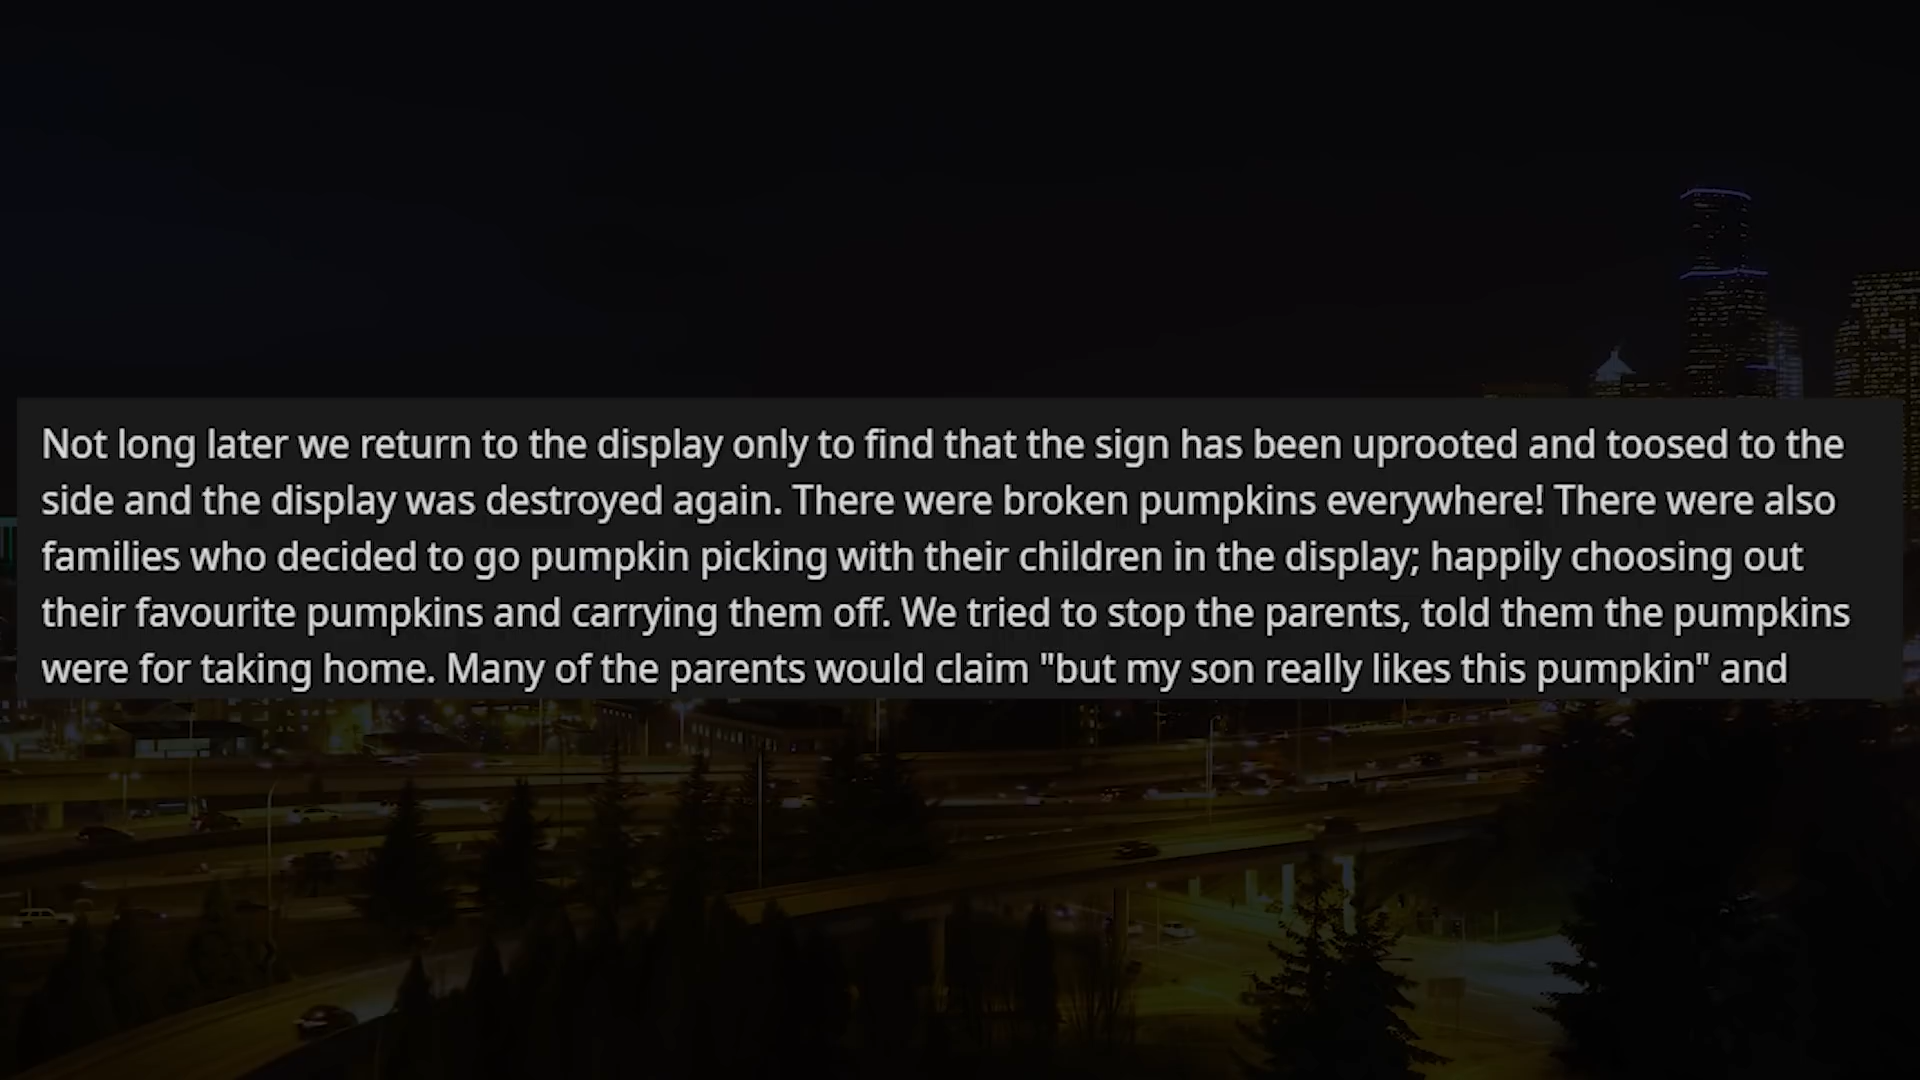 Not long later we return to the display only to find that the sign has been uprooted and toosed to the
side and the display was destroyed again. There were broken pumpkins everywhere! There were also
families who decided to go pumpkin picking with their children in the display; happily choosing out
their favourite pumpkins and carrying them off. We tried to stop the parents, told them the pumpkins
were for taking home. Many of the parents would claim "but my son really likes this pumpkin" and